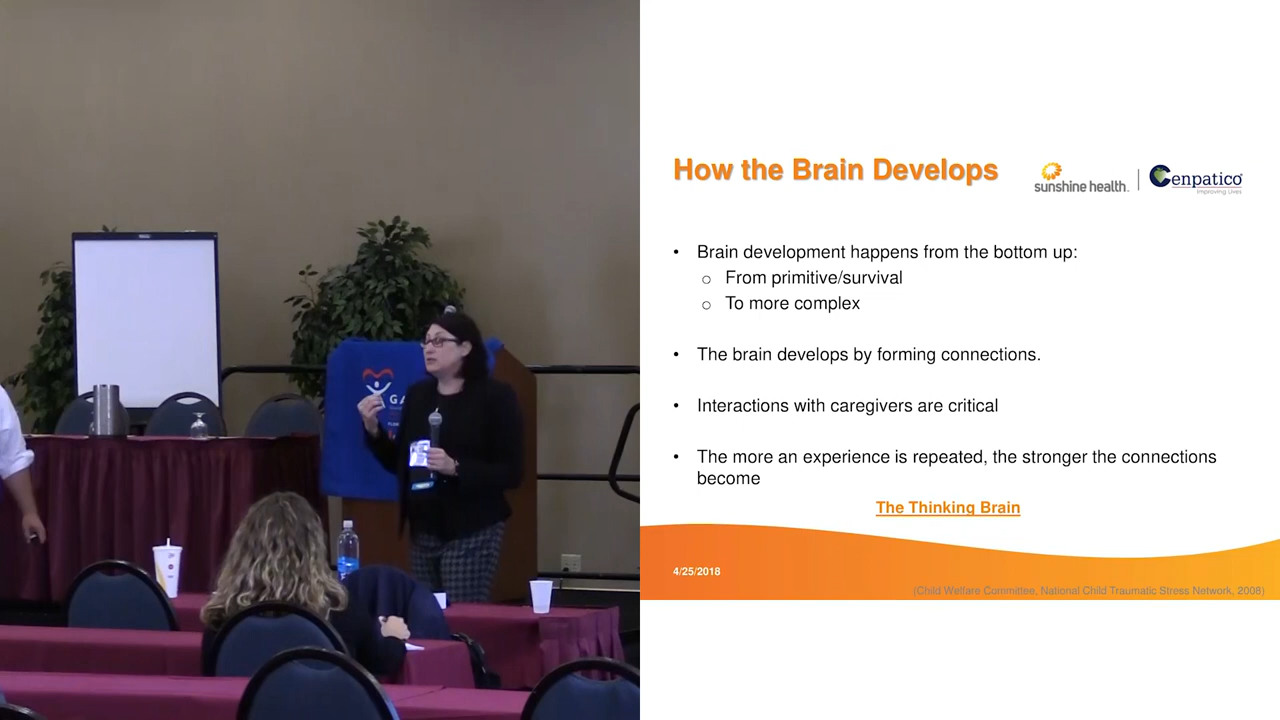 How the Brain Develops
sunshine health
Cenpatico
Improving Lives
• Brain development happens from the bottom up:
o From primitive/survival
o To more complex
• The brain develops by forming connections.
• Interactions with caregivers are critical
• The more an experience is repeated, the stronger the connections
become
The Thinking Brain
4/25/2018
(Child Welfare Committee, National Child Traumatic Stress Network, 2008)